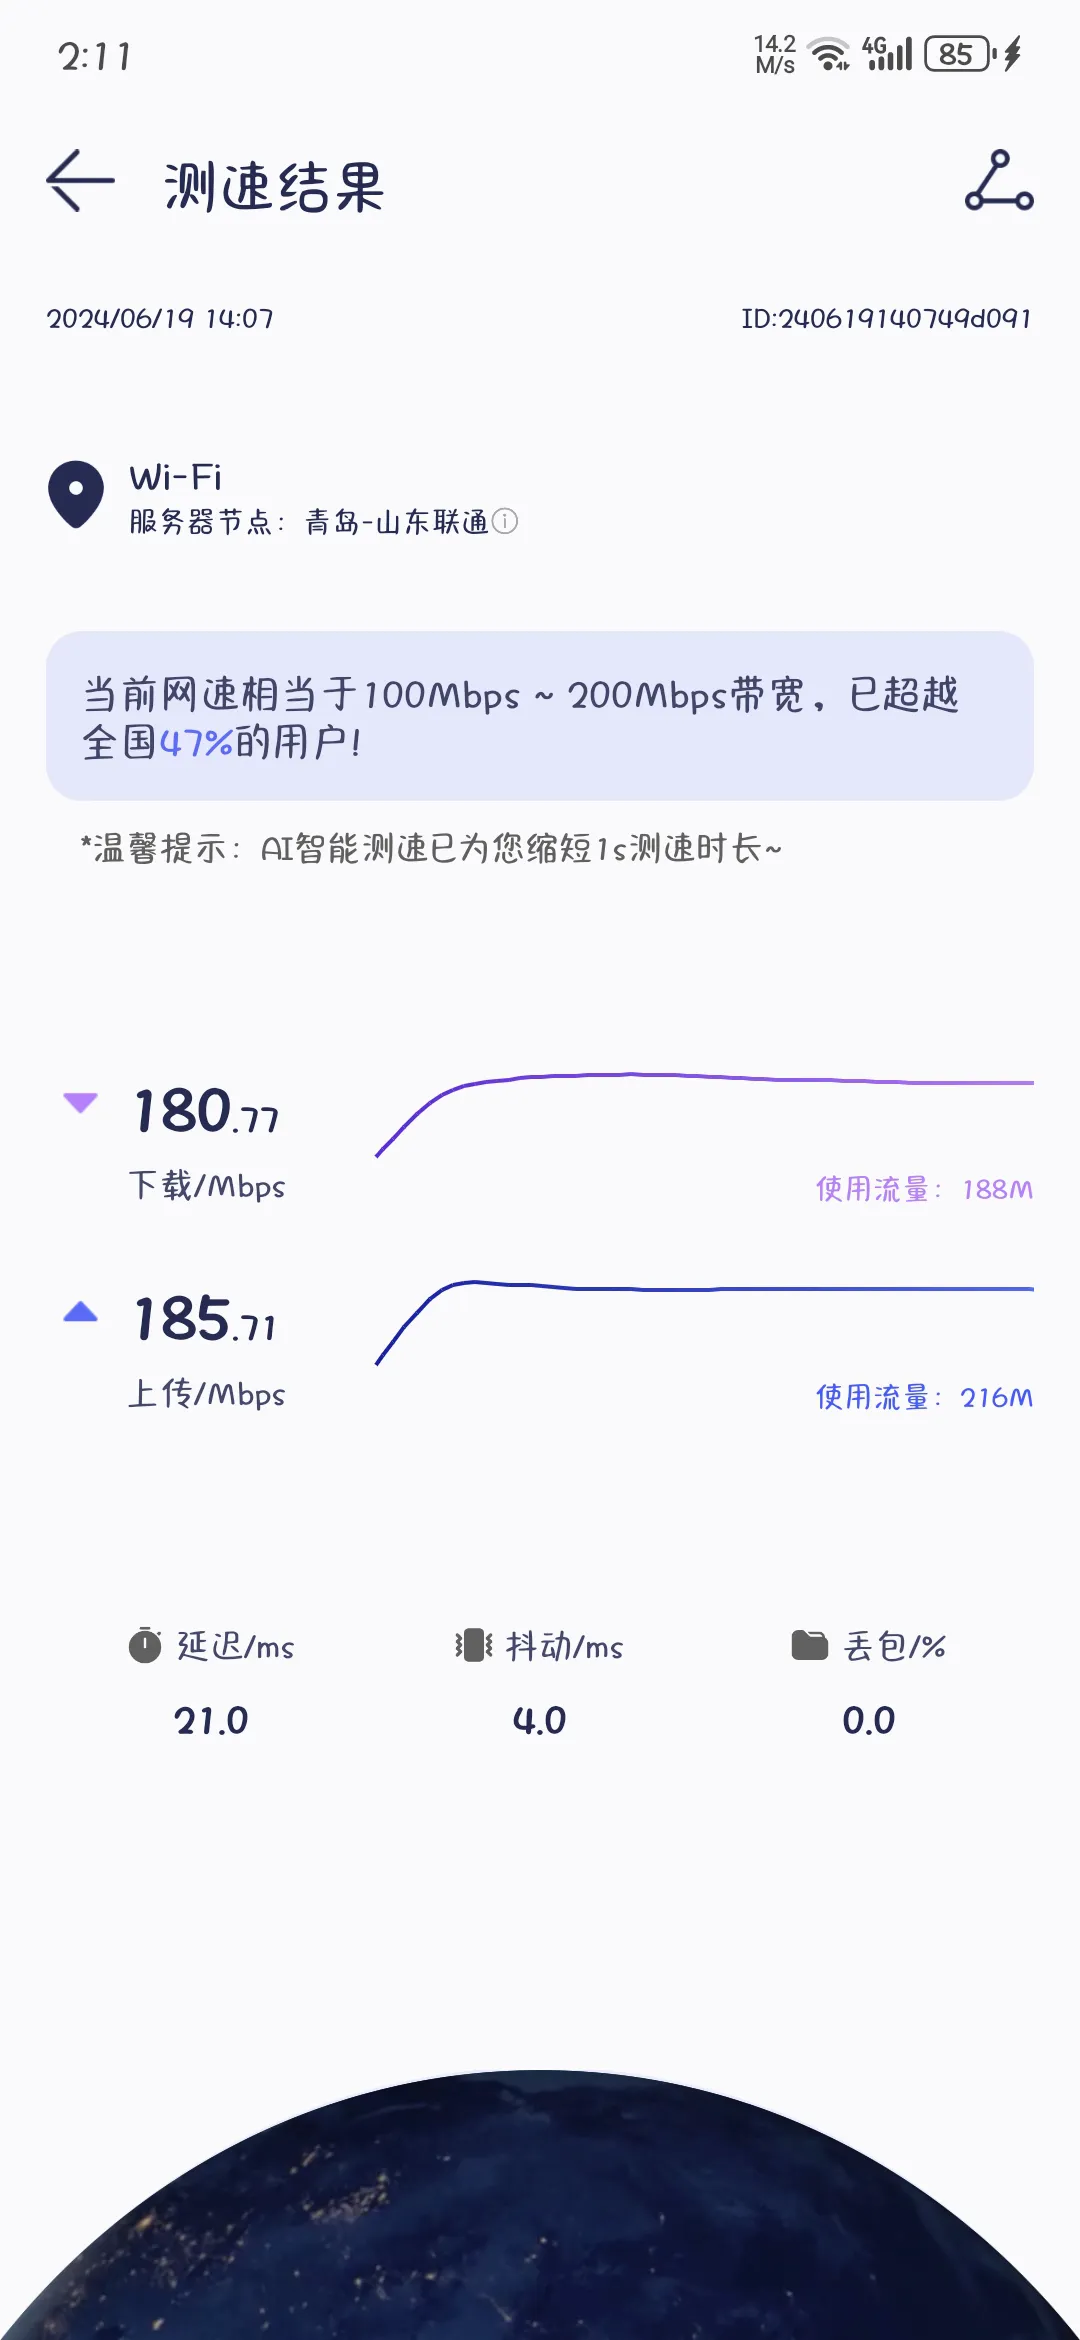 2:11
14.2 M/s 4G 85
测速结果
2024/06/19 14:07
ID:240619140749d091
Wi-Fi
服务器节点：青岛-山东联通
当前网速相当于100Mbps ~ 200Mbps带宽，已超越
全国47%的用户!
*温馨提示：AI智能测速已为您缩短1s测速时长~
180.77
下载/Mbps
使用流量：188M
185.71
上传/Mbps
使用流量：216M
延迟/ms 抖动/ms 丢包/%
21.0 4.0 0.0